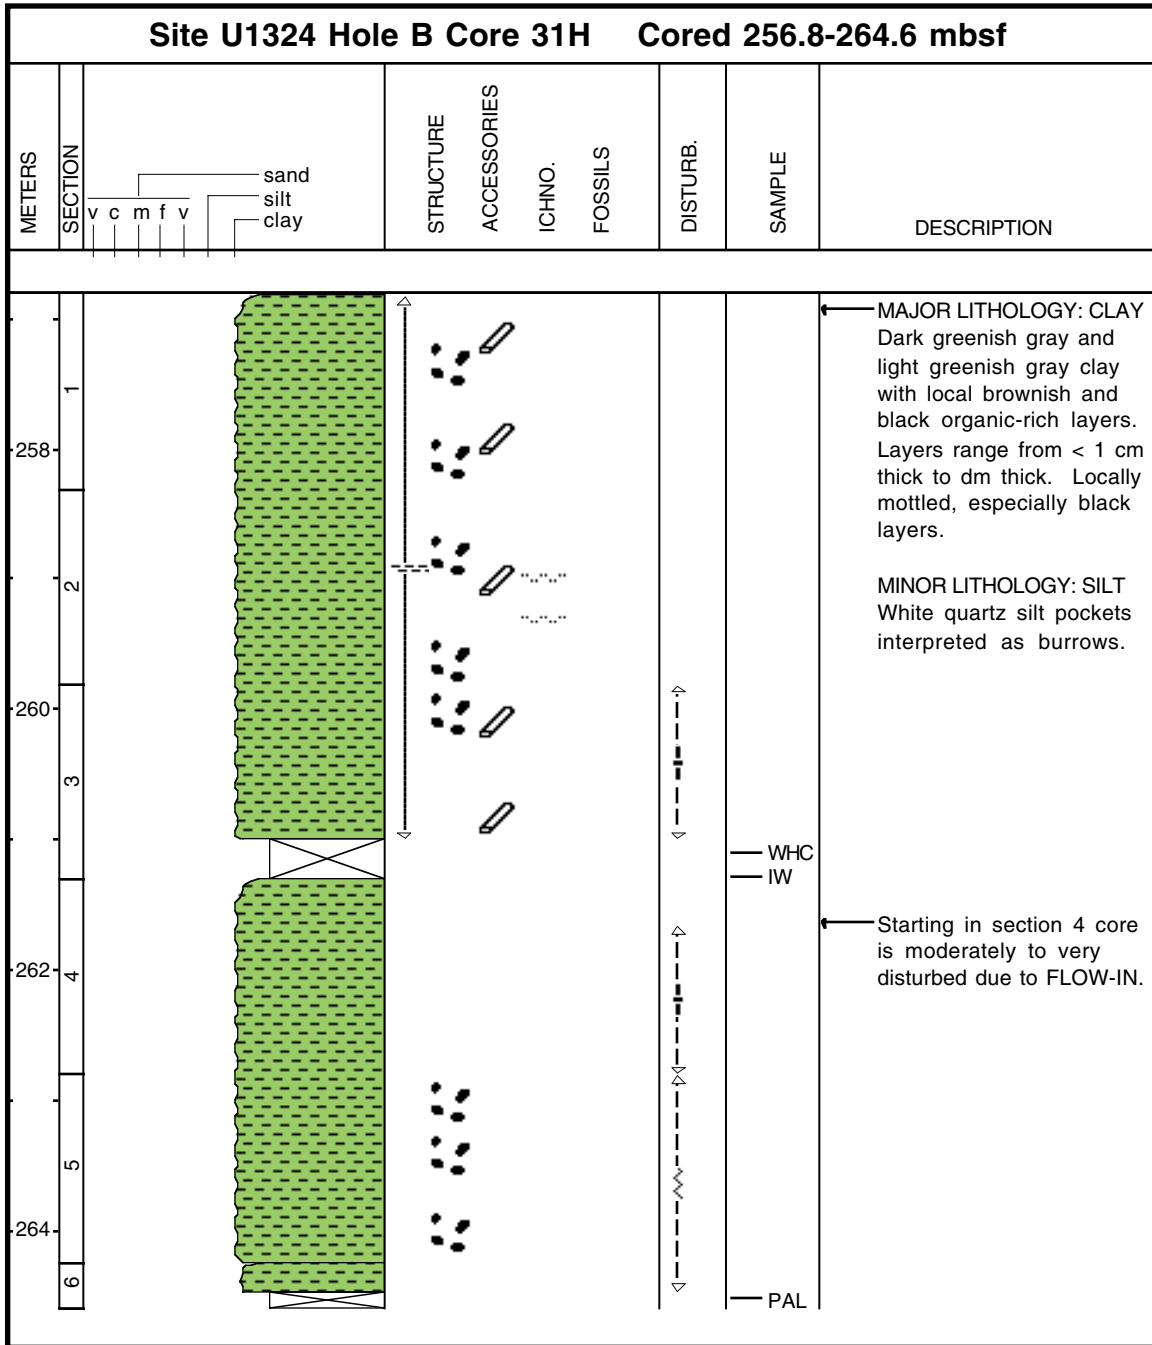 Site U1324 Hole B Core 31H Cored 256.8-264.6 mbsf
METERS
SECTION
v c m f v
sand
silt
clay
STRUCTURE
ACCESSORIES
ICHNO.
FOSSILS
DISTURB.
SAMPLE
DESCRIPTION
1
258
2
260
3
262
4
5
264
6
WHC
IW
PAL
MAJOR LITHOLOGY: CLAY
Dark greenish gray and
light greenish gray clay
with local brownish and
black organic-rich layers.
Layers range from < 1 cm
thick to dm thick. Locally
mottled, especially black
layers.
MINOR LITHOLOGY: SILT
White quartz silt pockets
interpreted as burrows.
Starting in section 4 core
is moderately to very
disturbed due to FLOW-IN.